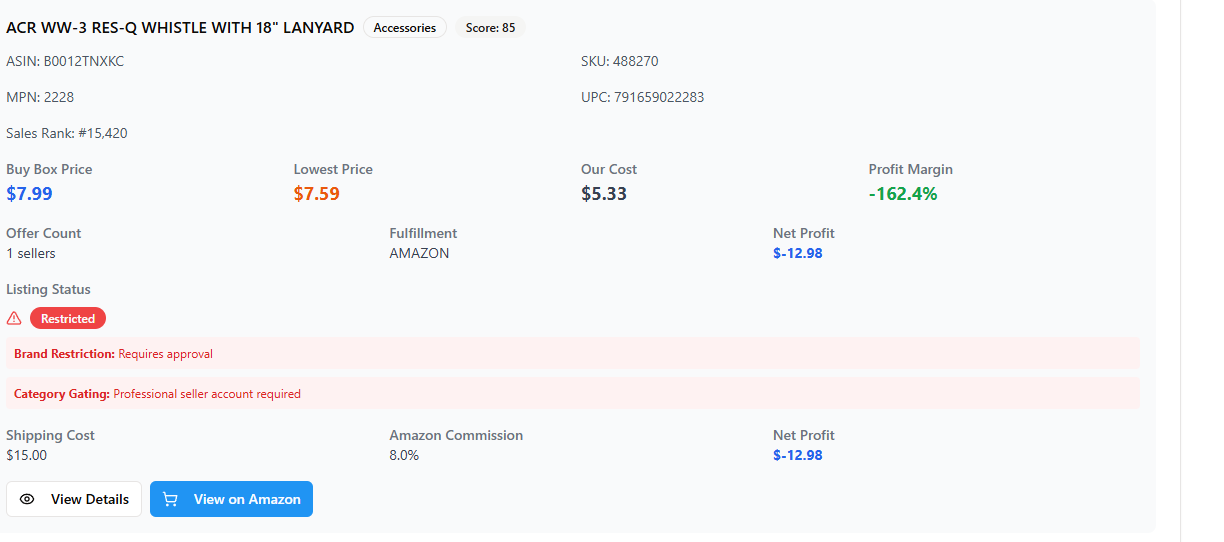 ACR WW-3 RES-Q WHISTLE WITH 18" LANYARD Accessories Score: 85
ASIN: B0012TNXKC SKU: 488270
MPN: 2228 UPC: 791659022283
Sales Rank: #15,420
Buy Box Price Lowest Price Our Cost Profit Margin
$7.99 $7.59 $5.33 -162.4%
Offer Count Fulfillment Net Profit
1 sellers AMAZON $-12.98
Listing Status
Restricted
Brand Restriction: Requires approval
Category Gating: Professional seller account required
Shipping Cost Amazon Commission Net Profit
$15.00 8.0% $-12.98
View Details View on Amazon